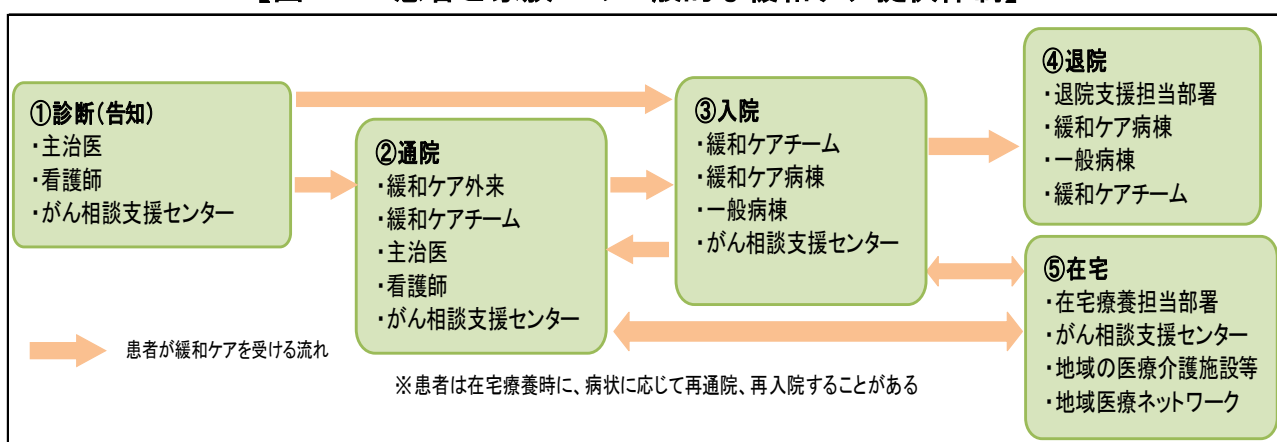 ①診断(告知)
・主治医
・看護師
・がん相談支援センター
②通院
・緩和ケア外来
・緩和ケアチーム
・主治医
・看護師
・がん相談支援センター
③入院
・緩和ケアチーム
・緩和ケア病棟
・一般病棟
・がん相談支援センター
④退院
・退院支援担当部署
・緩和ケア病棟
・一般病棟
・緩和ケアチーム
⑤在宅
・在宅療養担当部署
・がん相談支援センター
・地域の医療介護施設等
・地域医療ネットワーク
患者が緩和ケアを受ける流れ
※患者は在宅療養時に、病状に応じて再通院、再入院することがある